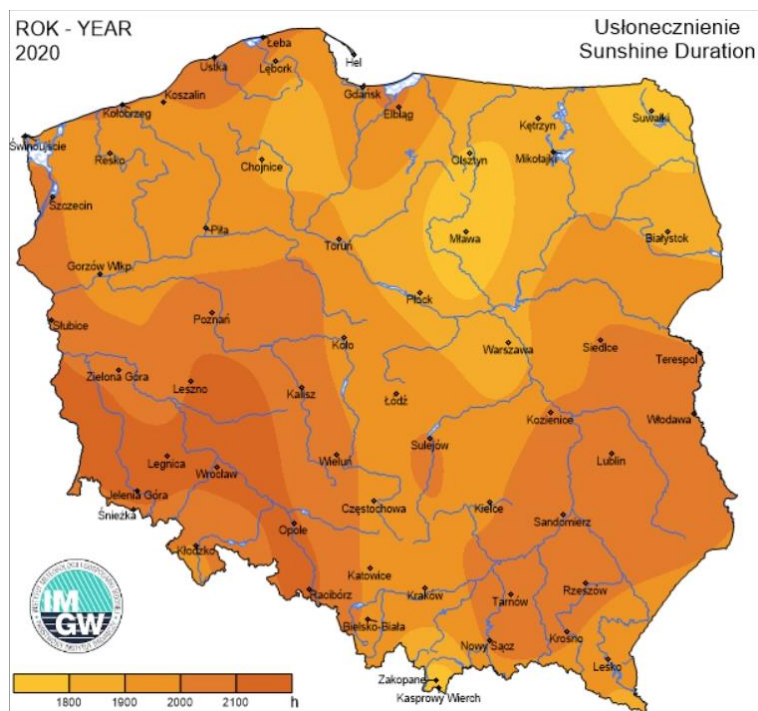 ROK - YEAR
2020
Usłonecznienie
Sunshine Duration
Łeba
Hel
Ustka
Lębork
Gdańsk
Koszalin
Kołobrzeg
Elbląg
Kętrzyn
Suwałki
Świnoujście
Resko
Chojnice
Olsztyn
Mikołajki
Szczecin
Piła
Toruń
Mława
Białystok
Gorzów Wlkp.
Płock
Słubice
Poznań
Koło
Warszawa
Siedlce
Terespol
Zielona Góra
Leszno
Kalisz
Łódź
Kozienice
Włodawa
Sulejów
Legnica
Wrocław
Wieluń
Lublin
Jelenia Góra
Śnieżka
Częstochowa
Kielce
Sandomierz
Opole
Kłodzko
Katowice
Racibórz
Kraków
Tarnów
Rzeszów
Bielsko-Biała
Nowy Sącz
Krosno
Lesko
Zakopane
Kasprowy Wierch
IM
GW
1800 1900 2000 2100 h